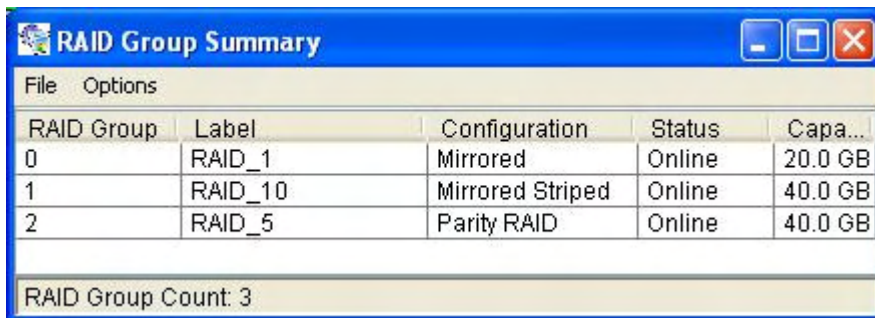 RAID Group Summary
File Options
RAID Group Label Configuration Status Capa...
0 RAID_1 Mirrored Online 20.0 GB
1 RAID_10 Mirrored Striped Online 40.0 GB
2 RAID_5 Parity RAID Online 40.0 GB
RAID Group Count: 3